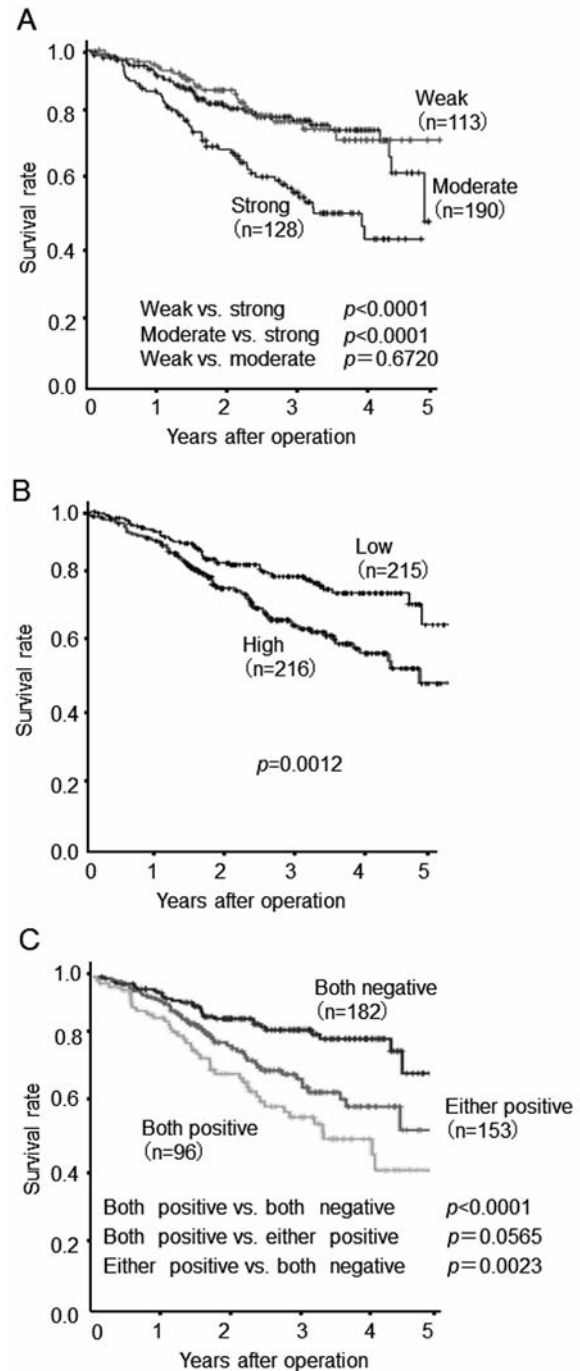 A
1.0
0.8
0.6
0.4
0.2
0.0
Survival rate
Weak
(n=113)
Moderate
(n=190)
Strong
(n=128)
Weak vs. strong p<0.0001
Moderate vs. strong p<0.0001
Weak vs. moderate p=0.6720
0 1 2 3 4 5
Years after operation
B
1.0
0.8
0.6
0.4
0.2
0.0
Survival rate
Low
(n=215)
High
(n=216)
p=0.0012
0 1 2 3 4 5
Years after operation
C
1.0
0.8
0.6
0.4
0.2
0.0
Survival rate
Both negative
(n=182)
Either positive
(n=153)
Both positive
(n=96)
Both positive vs. both negative p<0.0001
Both positive vs. either positive p=0.0565
Either positive vs. both negative p=0.0023
0 1 2 3 4 5
Years after operation